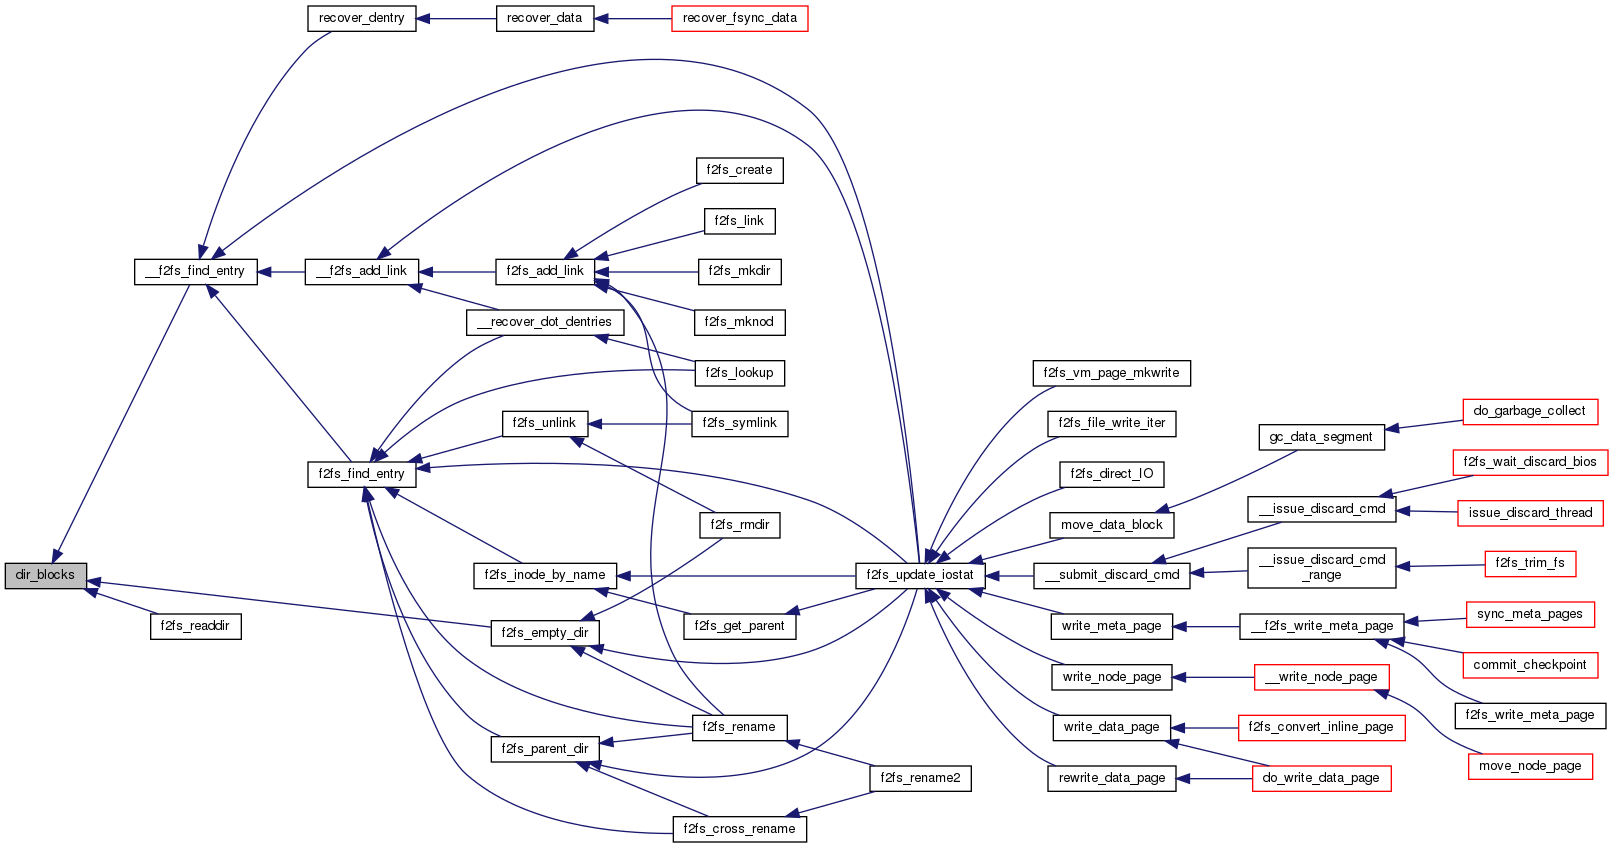 recover_dentry
recover_data
recover_fsync_data
f2fs_create
f2fs_link
__f2fs_find_entry
__f2fs_add_link
f2fs_add_link
f2fs_mkdir
__recover_dot_dentries
f2fs_mknod
f2fs_lookup
f2fs_vm_page_mkwrite
f2fs_unlink
f2fs_symlink
f2fs_file_write_iter
do_garbage_collect
gc_data_segment
f2fs_find_entry
f2fs_direct_IO
f2fs_wait_discard_bios
f2fs_rmdir
move_data_block
__issue_discard_cmd
issue_discard_thread
dir_blocks
f2fs_inode_by_name
f2fs_update_iostat
__submit_discard_cmd
__issue_discard_cmd
_range
f2fs_trim_fs
f2fs_readdir
f2fs_empty_dir
f2fs_get_parent
write_meta_page
__f2fs_write_meta_page
sync_meta_pages
write_node_page
__write_node_page
commit_checkpoint
f2fs_parent_dir
f2fs_rename
write_data_page
f2fs_convert_inline_page
f2fs_write_meta_page
f2fs_rename2
rewrite_data_page
do_write_data_page
move_node_page
f2fs_cross_rename